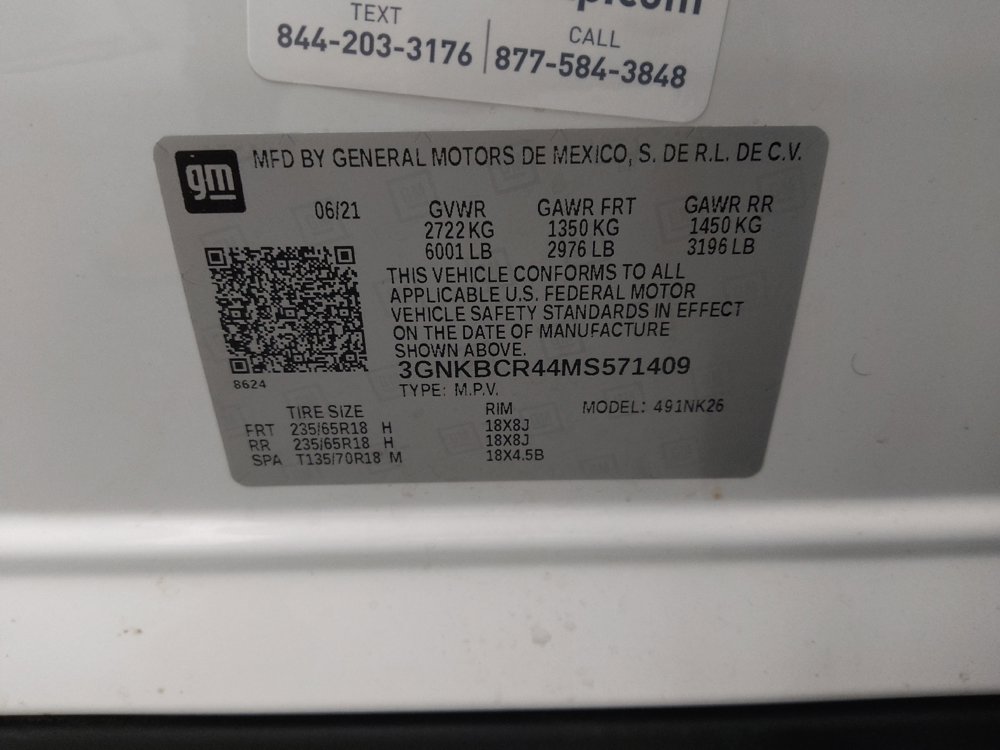 TEXT
844-203-3176
CALL
877-584-3848
gm
MFD BY GENERAL MOTORS DE MEXICO, S. DE R.L. DE C.V.
06/21 GVWR GAWR FRT GAWR RR
2722 KG 1350 KG 1450 KG
6001 LB 2976 LB 3196 LB
THIS VEHICLE CONFORMS TO ALL
APPLICABLE U.S. FEDERAL MOTOR
VEHICLE SAFETY STANDARDS IN EFFECT
ON THE DATE OF MANUFACTURE
SHOWN ABOVE.
3GNKBCR44MS571409
8624
TYPE: M.P.V.
TIRE SIZE RIM MODEL: 491NK26
FRT 235/65R18 H 18X8J
RR 235/65R18 H 18X8J
SPA T135/70R18 M 18X4.5B